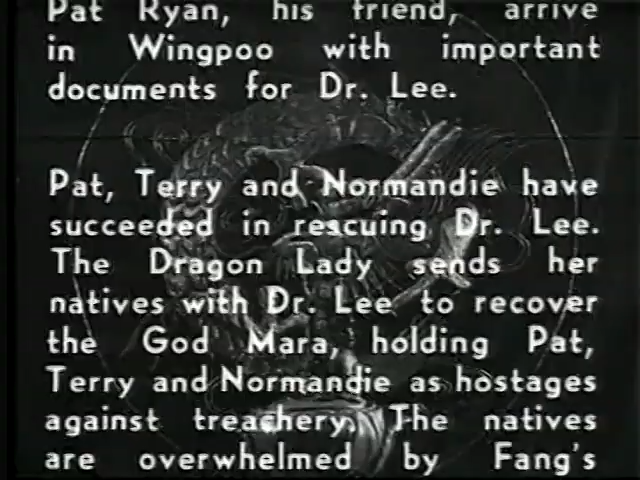 Pat Ryan, his friend, arrive
in Wingpoo with important
documents for Dr. Lee.
Pat, Terry and Normandie have
succeeded in rescuing Dr. Lee.
The Dragon Lady sends her
natives with Dr. Lee to recover
the God Mara, holding Pat,
Terry and Normandie as hostages
against treachery. The natives
are overwhelmed by Fang's